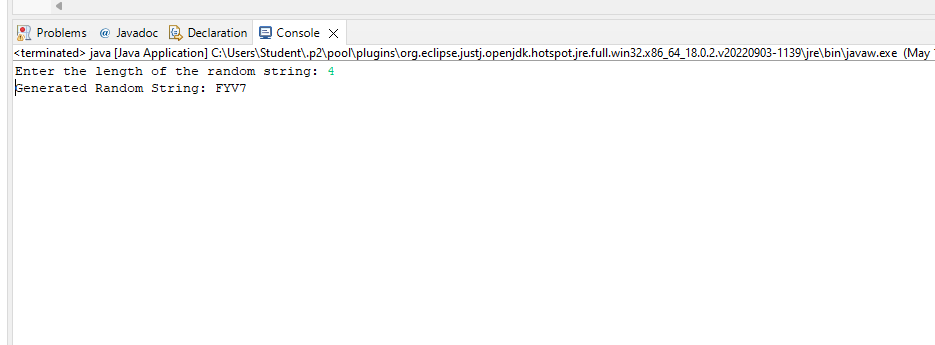 Problems @ Javadoc Declaration Console
<terminated> java [Java Application] C:\Users\Student\.p2\pool\plugins\org.eclipse.justj.openjdk.hotspot.jre.full.win32.x86_64_18.0.2.v20220903-1139\jre\bin\javaw.exe (May
Enter the length of the random string: 4
Generated Random String: FYV7